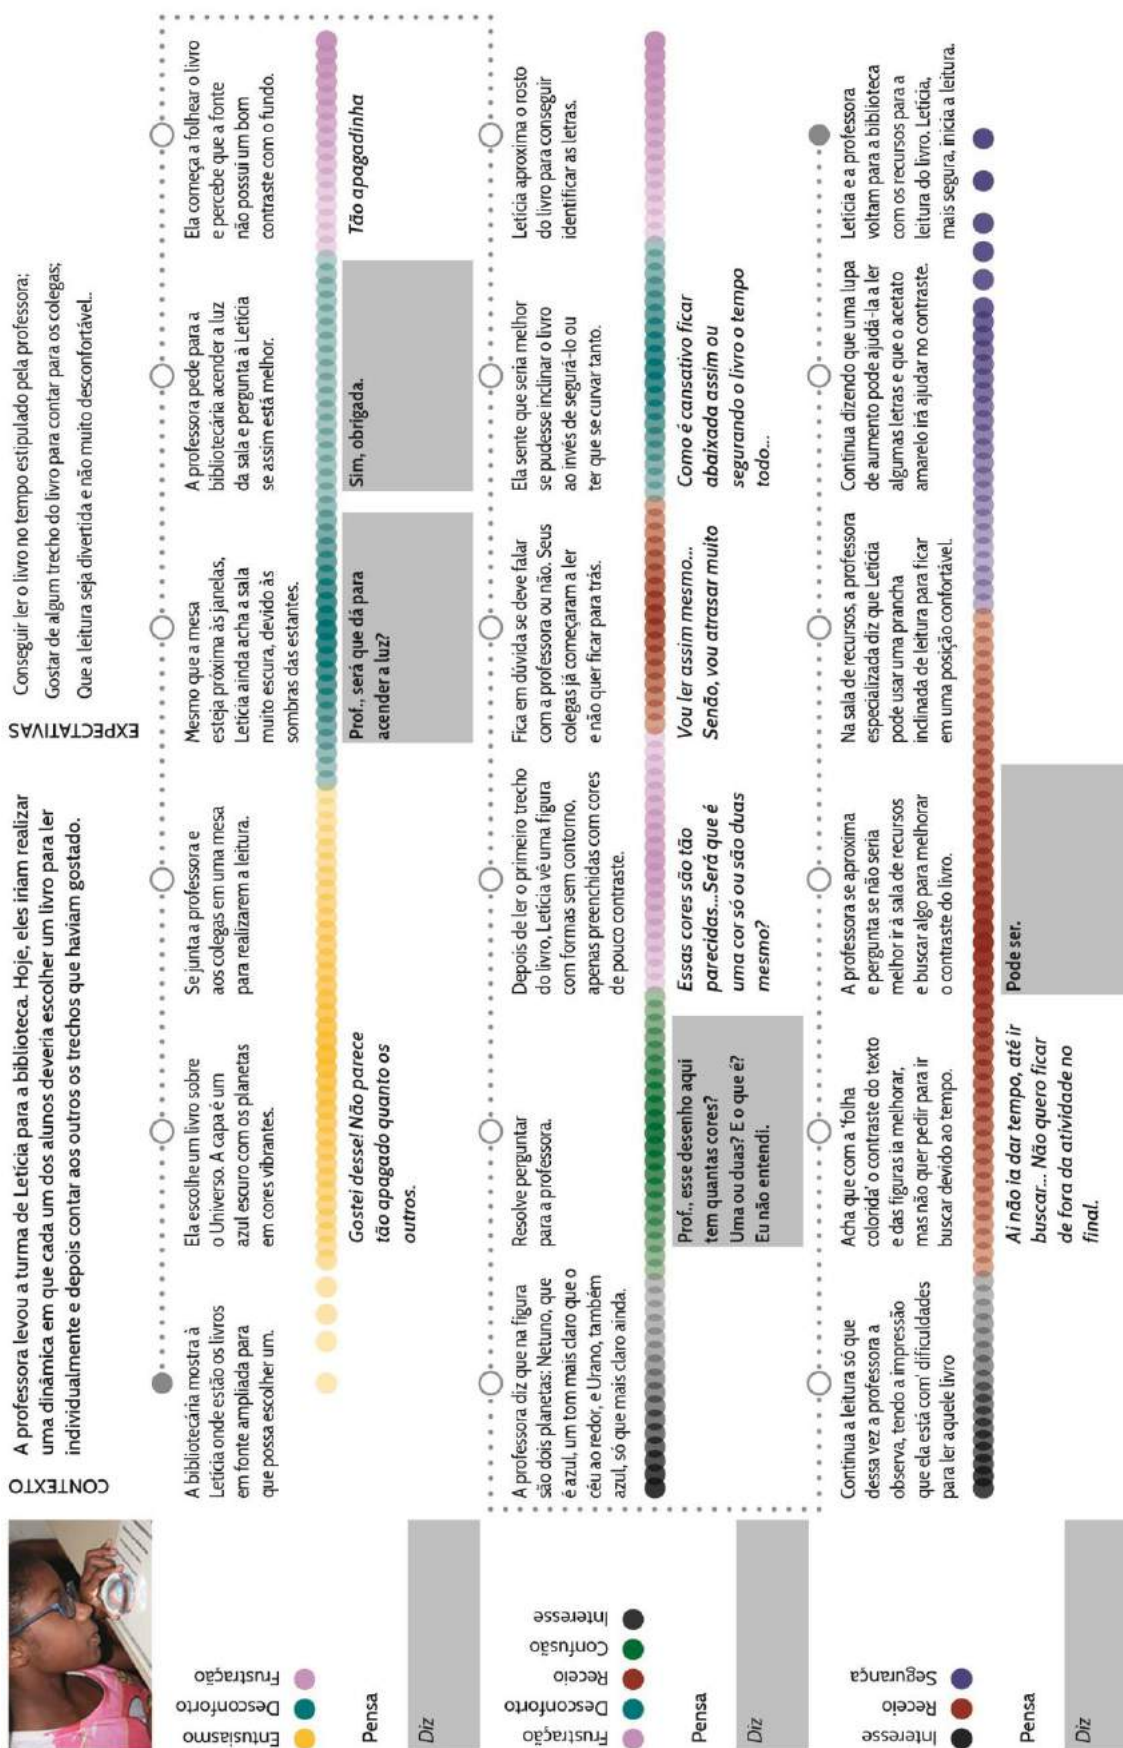 CONTEXTO
A professora levou a turma de Letícia para a biblioteca. Hoje, eles iriam realizar
uma dinâmica em que cada um dos alunos deveria escolher um livro para ler
individualmente e depois contar aos outros os trechos que haviam gostado.
EXPECTATIVAS
Conseguir ler o livro no tempo estipulado pela professora;
Gostar de algum trecho do livro para contar para os colegas;
Que a leitura seja divertida e não muito desconfortável..
Entusiasmo
Desconforto
Frustração
Pensa
Diz
A bibliotecária mostra à
Letícia onde estão os livros
em fonte ampliada para
que possa escolher um.
Ela escolhe um livro sobre
o Universo. A capa é um
azul escuro com os planetas
em cores vibrantes.
Gostei desse! Não parece
tão apagado quanto os
outros.
Se junta a professora e
aos colegas em uma mesa
para realizarem a leitura.
Mesmo que a mesa
esteja próxima às janelas,
Letícia ainda acha a sala
muito escura, devido às
sombras das estantes.
Prof., será que dá para
acender a luz?
A professora pede para a
bibliotecária acender a luz
da sala e pergunta à Letícia
se assim está melhor.
Sim, obrigada.
Ela começa a folhear o livro
e percebe que a fonte
não possui um bom
contraste com o fundo.
Tão apagadinha
Frustração
Desconforto
Receio
Confusão
Interesse
Pensa
Diz
Letícia aproxima o rosto
do livro para conseguir
identificar as letras.
Ela sente que seria melhor
se pudesse inclinar o livro
ao invés de segurá-lo ou
ter que se curvar tanto.
Como é cansativo ficar
abaixada assim ou
segurando o livro o tempo
todo...
Fica em dúvida se deve falar
com a professora ou não. Seus
colegas já começaram a ler
e não quer ficar para trás.
Vou ler assim mesmo...
Senão, vou atrasar muito
Depois de ler o primeiro trecho
do livro, Letícia vê uma figura
com formas sem contorno,
apenas preenchidas com cores
de pouco contraste.
Essas cores são tão
parecidas...Será que é
uma cor só ou são duas
mesmo?
Resolve perguntar
para a professora.
Prof., esse desenho aqui
tem quantas cores?
Uma ou duas? E o que é?
Eu não entendi.
A professora diz que na figura
são dois planetas: Netuno, que
é azul, um tom mais claro que o
céu ao redor, e Urano, também
azul, só que mais claro ainda.
Interesse
Receio
Segurança
Pensa
Diz
Continua a leitura só que
dessa vez a professora a
observa, tendo a impressão
que ela está com' dificuldades
para ler aquele livro
Acha que com a 'folha
colorida' o contraste do texto
e das figuras ia melhorar,
mas não quer pedir para ir
buscar devido ao tempo.
Aí não ia dar tempo, até ir
buscar... Não quero ficar
de fora da atividade no
final.
A professora se aproxima
e pergunta se não seria
melhor ir à sala de recursos
e buscar algo para melhorar
o contraste do livro.
Pode ser.
Na sala de recursos, a professora
especializada diz que Letícia
pode usar uma prancha
inclinada de leitura para ficar
em uma posição confortável.
Continua dizendo que uma lupa
de aumento pode ajudá-la a ler
algumas letras e que o acetato
amarelo irá ajudar no contraste.
Letícia e a professora
voltam para a biblioteca
com os recursos para a
leitura do livro. Letícia,
mais segura, inicia a leitura.